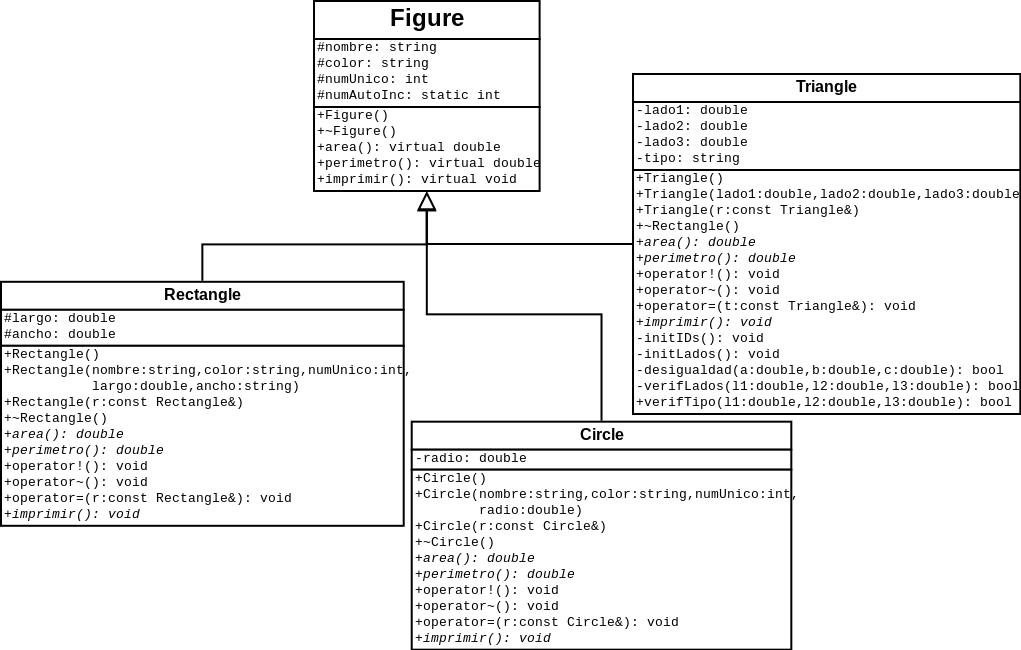 Figure
#nombre: string
#color: string
#numUnico: int
#numAutoInc: static int
+Figure()
+~Figure()
+area(): virtual double
+perimetro(): virtual double
+imprimir(): virtual void
Triangle
-lado1: double
-lado2: double
-lado3: double
-tipo: string
+Triangle()
+Triangle(lado1:double,lado2:double,lado3:double
+Triangle(r:const Triangle&)
+~Rectangle()
+area(): double
+perimetro(): double
+operator!(): void
+operator~(): void
+operator=(t:const Triangle&): void
+imprimir(): void
-initIDs(): void
-initLados(): void
-desigualdad(a:double,b:double,c:double): bool
-verifLados(l1:double,l2:double,l3:double): bool
+verifTipo(l1:double,l2:double,l3:double): bool
Rectangle
#largo: double
#ancho: double
+Rectangle()
+Rectangle(nombre:string,color:string,numUnico:int,
largo:double,ancho:string)
+Rectangle(r:const Rectangle&)
+~Rectangle()
+area(): double
+perimetro(): double
+operator!(): void
+operator~(): void
+operator=(r:const Rectangle&): void
+imprimir(): void
Circle
-radio: double
+Circle()
+Circle(nombre:string,color:string,numUnico:int,
radio:double)
+Circle(r:const Circle&)
+~Circle()
+area(): double
+perimetro(): double
+operator!(): void
+operator~(): void
+operator=(r:const Circle&): void
+imprimir(): void